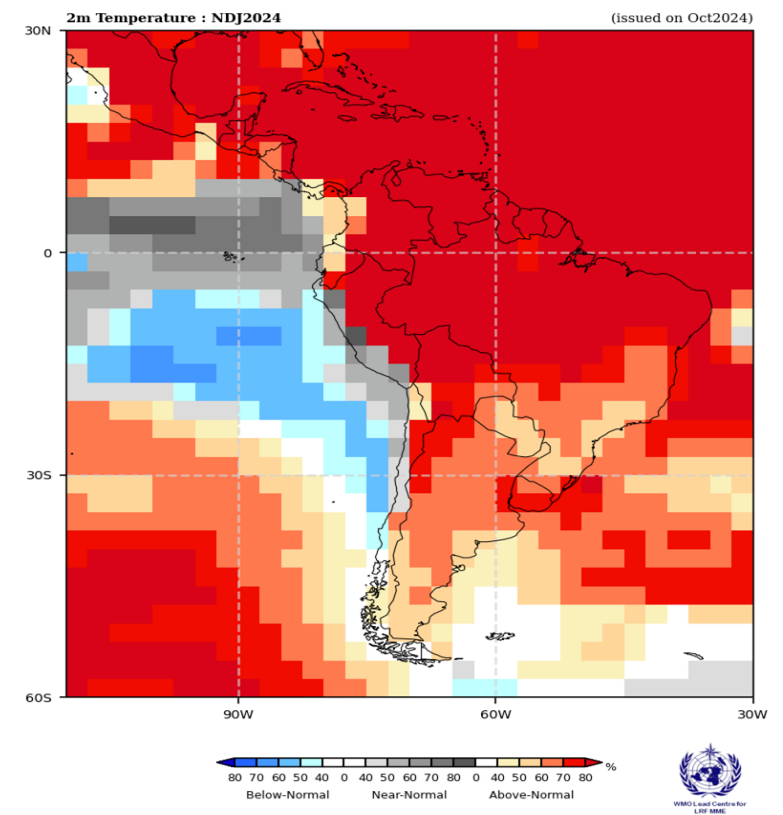 2m Temperature : NDJ2024 (issued on Oct2024)
30N
0
30S
60S
90W 60W 30W
80 70 60 50 40 0 40 50 60 70 80 0 40 50 60 70 80 %
Below-Normal Near-Normal Above-Normal
WMO Lead Centre for
LRF MME